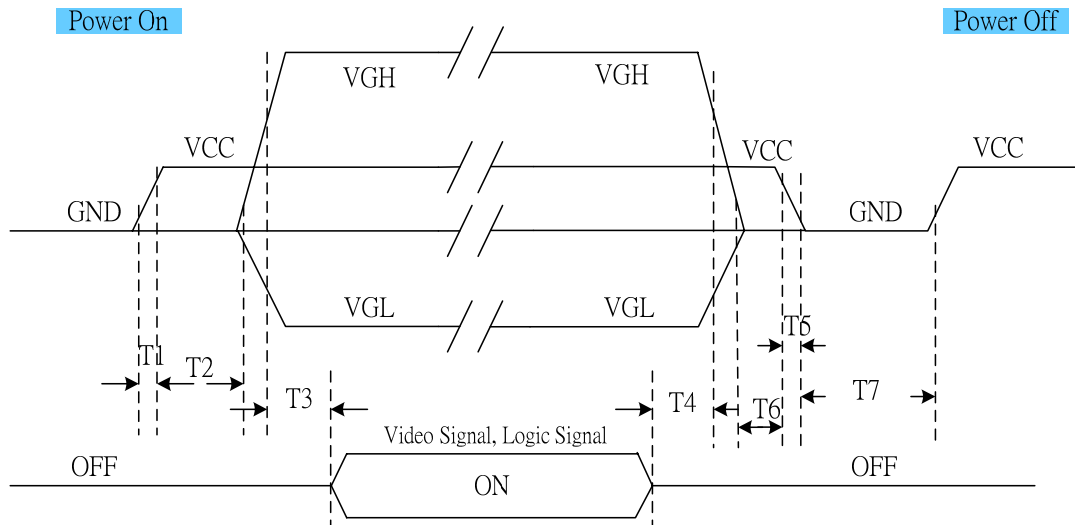 Power On
Power Off
VGH
VGH
VCC
VCC
VCC
GND
GND
VGL
VGL
T1
T2
T3
T4
T5
T6
T7
Video Signal, Logic Signal
OFF
ON
OFF